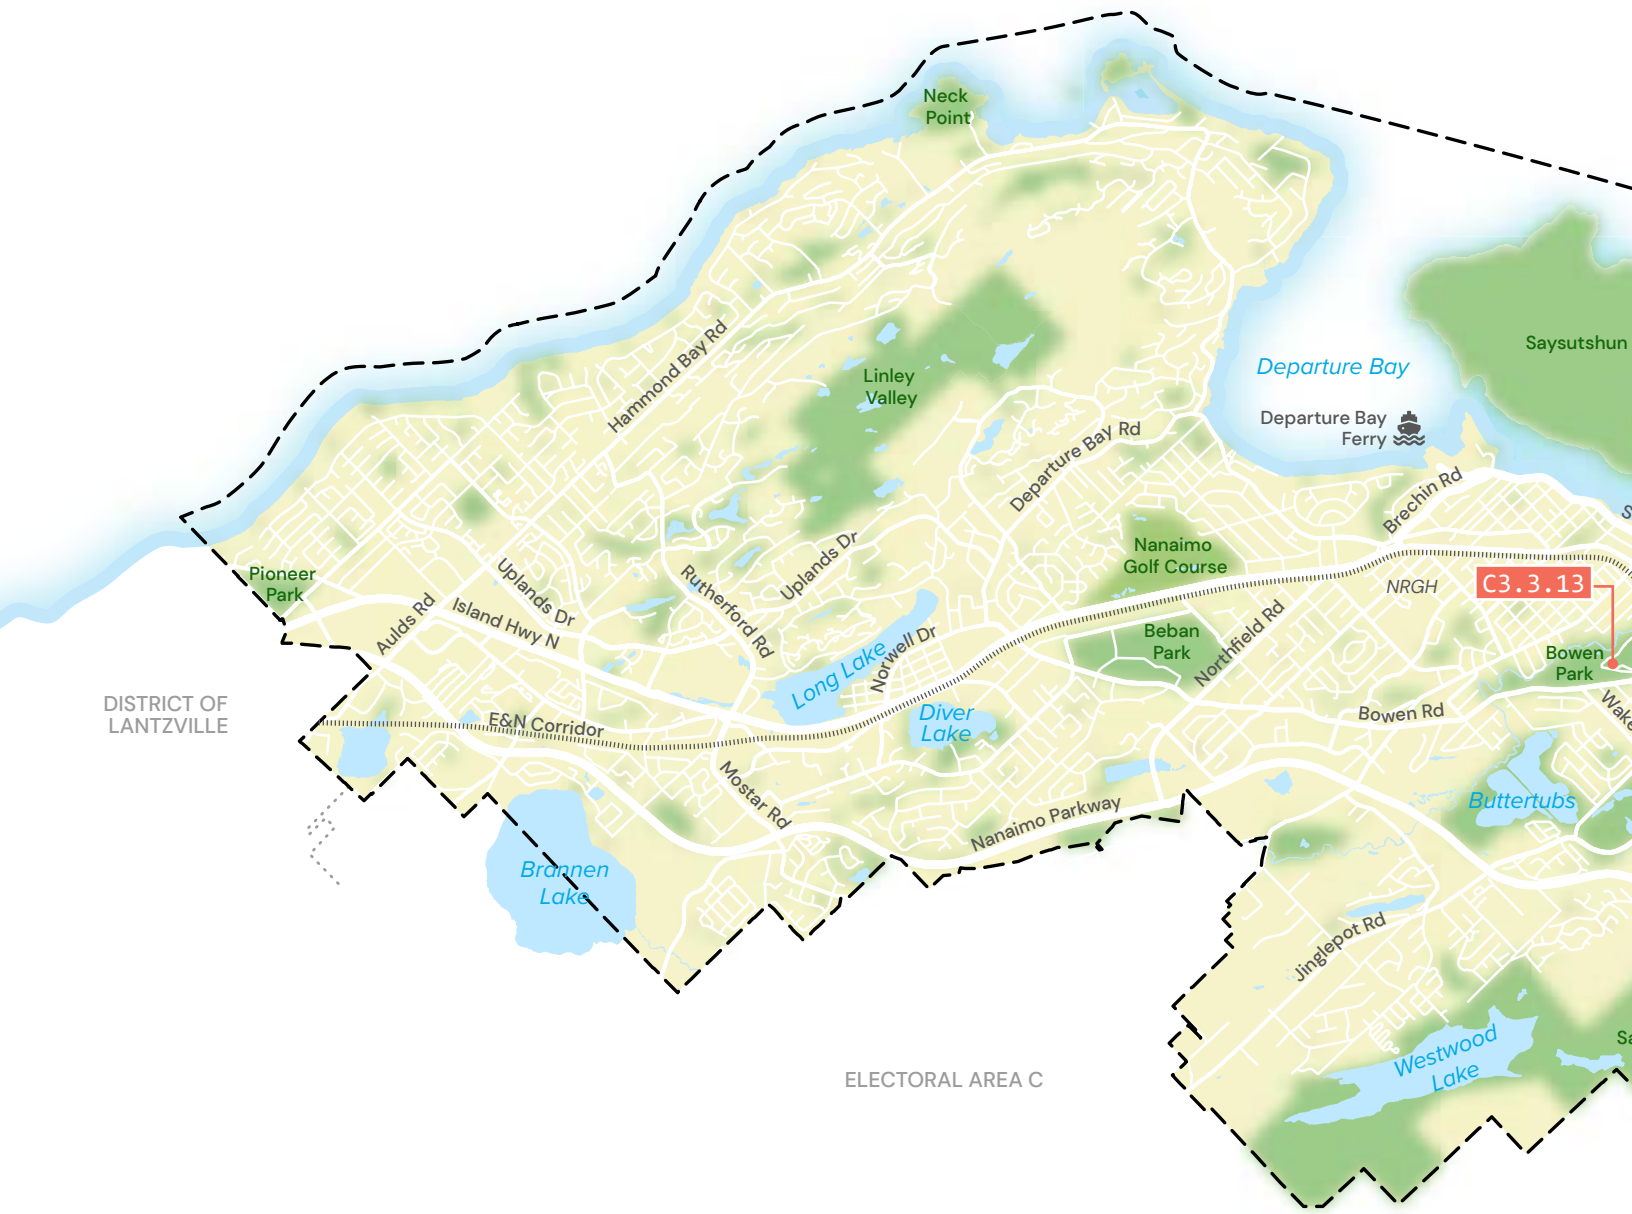 Neck
Point
Saysutshun
Hammond Bay Rd
Departure Bay
Linley
Valley
Departure Bay
Ferry
Departure Bay Rd
Brechin Rd
Nanaimo
Golf Course
Pioneer
Park
Uplands Dr
Uplands Dr
Rutherford Rd
NRGH
C3.3.13
Aulds Rd
Island Hwy N
Beban
Park
Northfield Rd
Norwell Dr
Long Lake
Bowen
Park
DISTRICT OF
LANTZVILLE
E&N Corridor
Diver
Lake
Bowen Rd
Mostar Rd
Nanaimo Parkway
Buttertubs
Brannen
Lake
Jinglepot Rd
Westwood
Lake
ELECTORAL AREA C